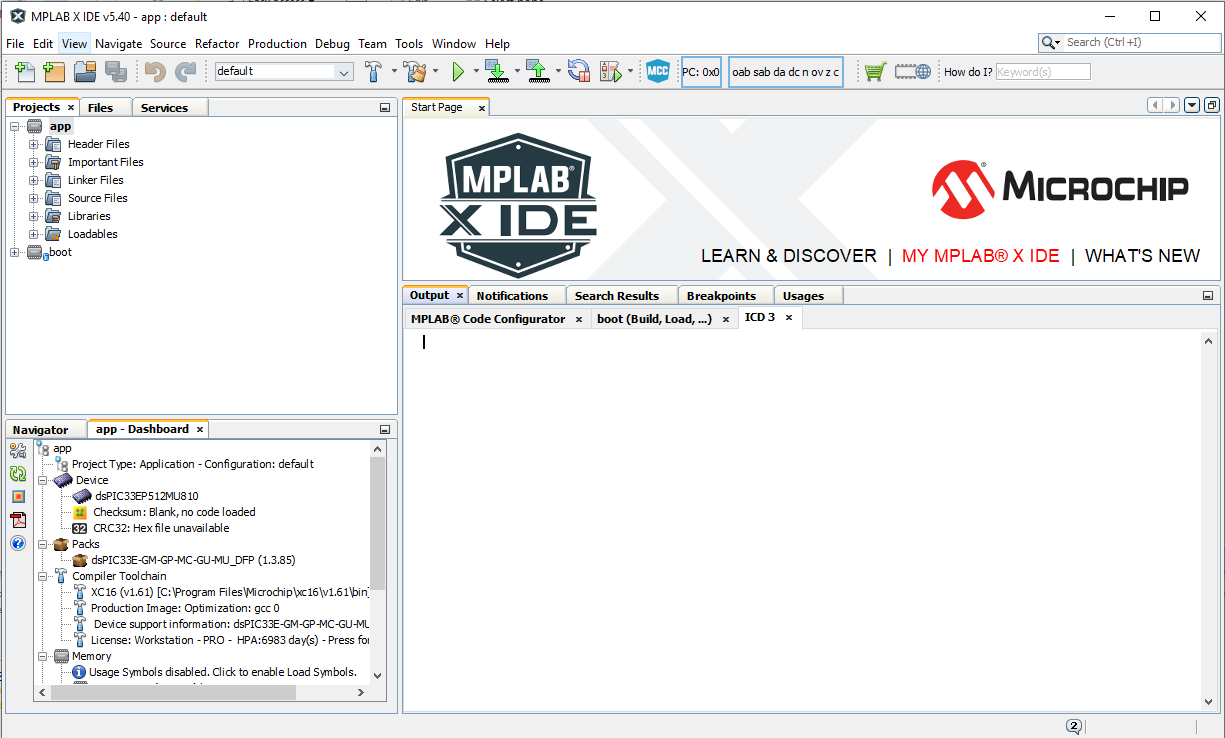 MPLAB X IDE v5.40 - app : default
File Edit View Navigate Source Refactor Production Debug Team Tools Window Help
Search (Ctrl+I)
default
MCC
PC: 0x0
oab sab da dc n ov z c
How do I?
Keyword(s)
Projects
Files
Services
app
Header Files
Important Files
Linker Files
Source Files
Libraries
Loadables
boot
Start Page
MPLAB®
X IDE
MICROCHIP
LEARN & DISCOVER | MY MPLAB® X IDE | WHAT'S NEW
Output
Notifications
Search Results
Breakpoints
Usages
MPLAB® Code Configurator
boot (Build, Load, ...)
ICD 3
Navigator
app - Dashboard
app
Project Type: Application - Configuration: default
Device
dsPIC33EP512MU810
Checksum: Blank, no code loaded
32 CRC32: Hex file unavailable
Packs
dsPIC33E-GM-GP-MC-GU-MU_DFP (1.3.85)
Compiler Toolchain
XC16 (v1.61) [C:\Program Files\Microchip\xc16\v1.61\bin]
Production Image: Optimization: gcc 0
Device support information: dsPIC33E-GM-GP-MC-GU-MU
License: Workstation - PRO - HPA:6983 day(s) - Press for
Memory
Usage Symbols disabled. Click to enable Load Symbols.
2